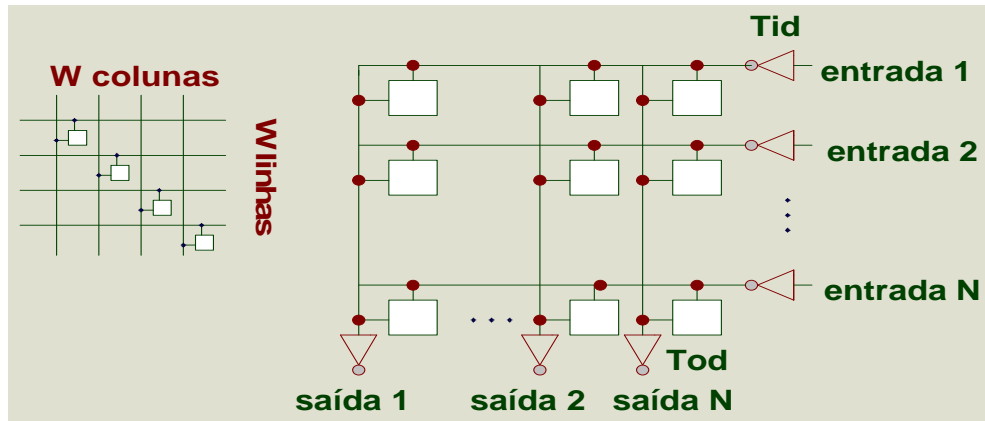 W colunas
W linhas
Tid
entrada 1
entrada 2
entrada N
Tod
saída 1
saída 2
saída N